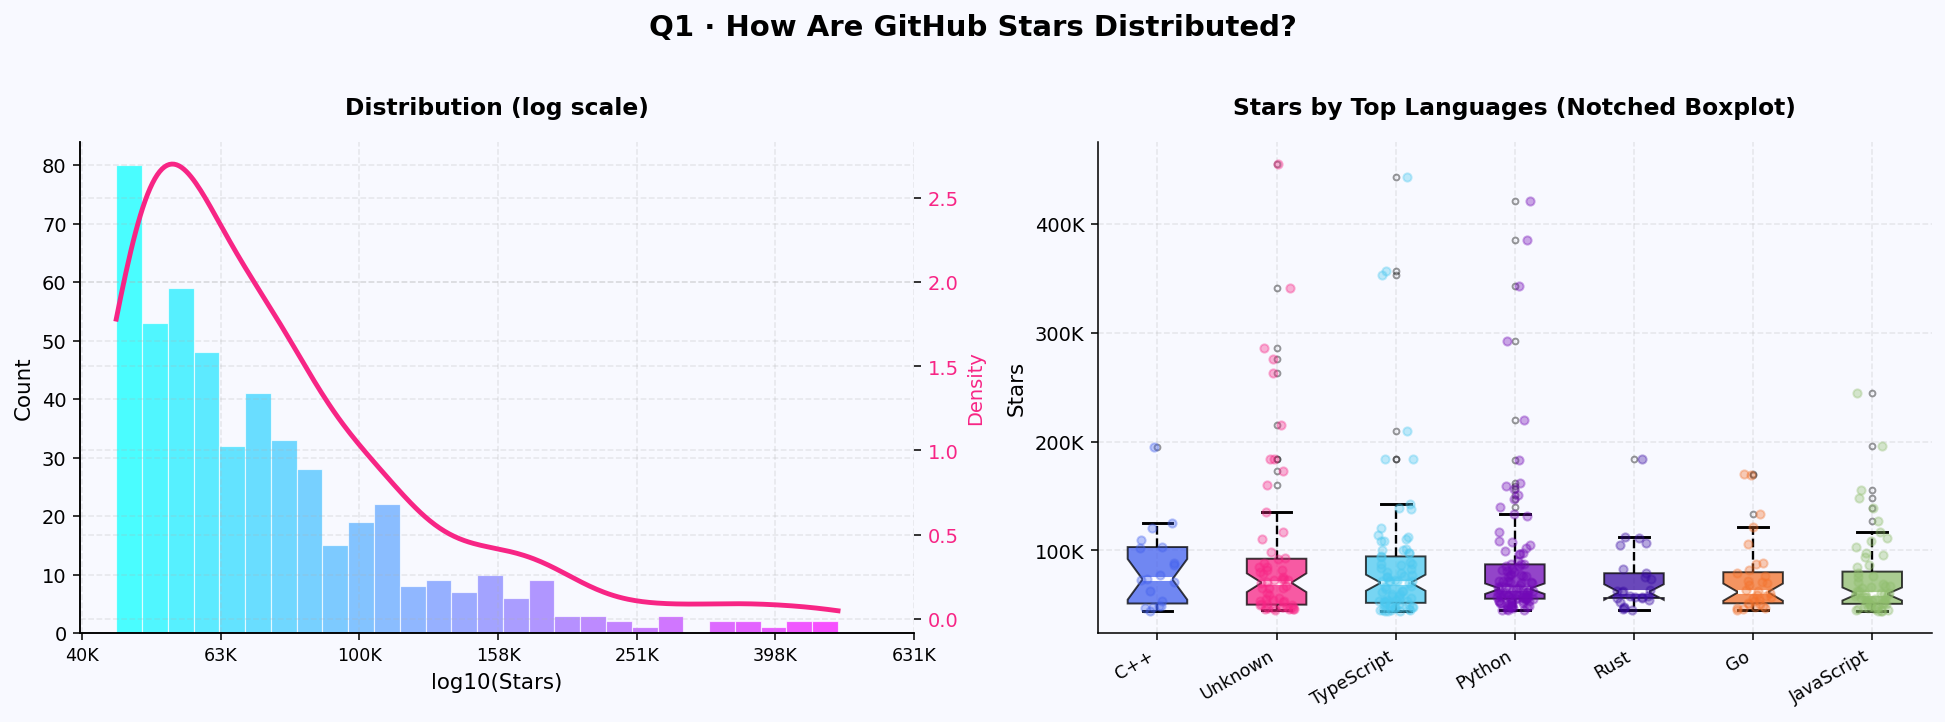 Q1 · How Are GitHub Stars Distributed?
Distribution (log scale)
Count
80
70
60
50
40
30
20
10
0
40K 63K 100K 158K 251K 398K 631K
log10(Stars)
2.5
2.0
1.5
1.0
0.5
0.0
Density
Stars by Top Languages (Notched Boxplot)
Stars
400K
300K
200K
100K
C++ Unknown TypeScript Python Rust Go JavaScript